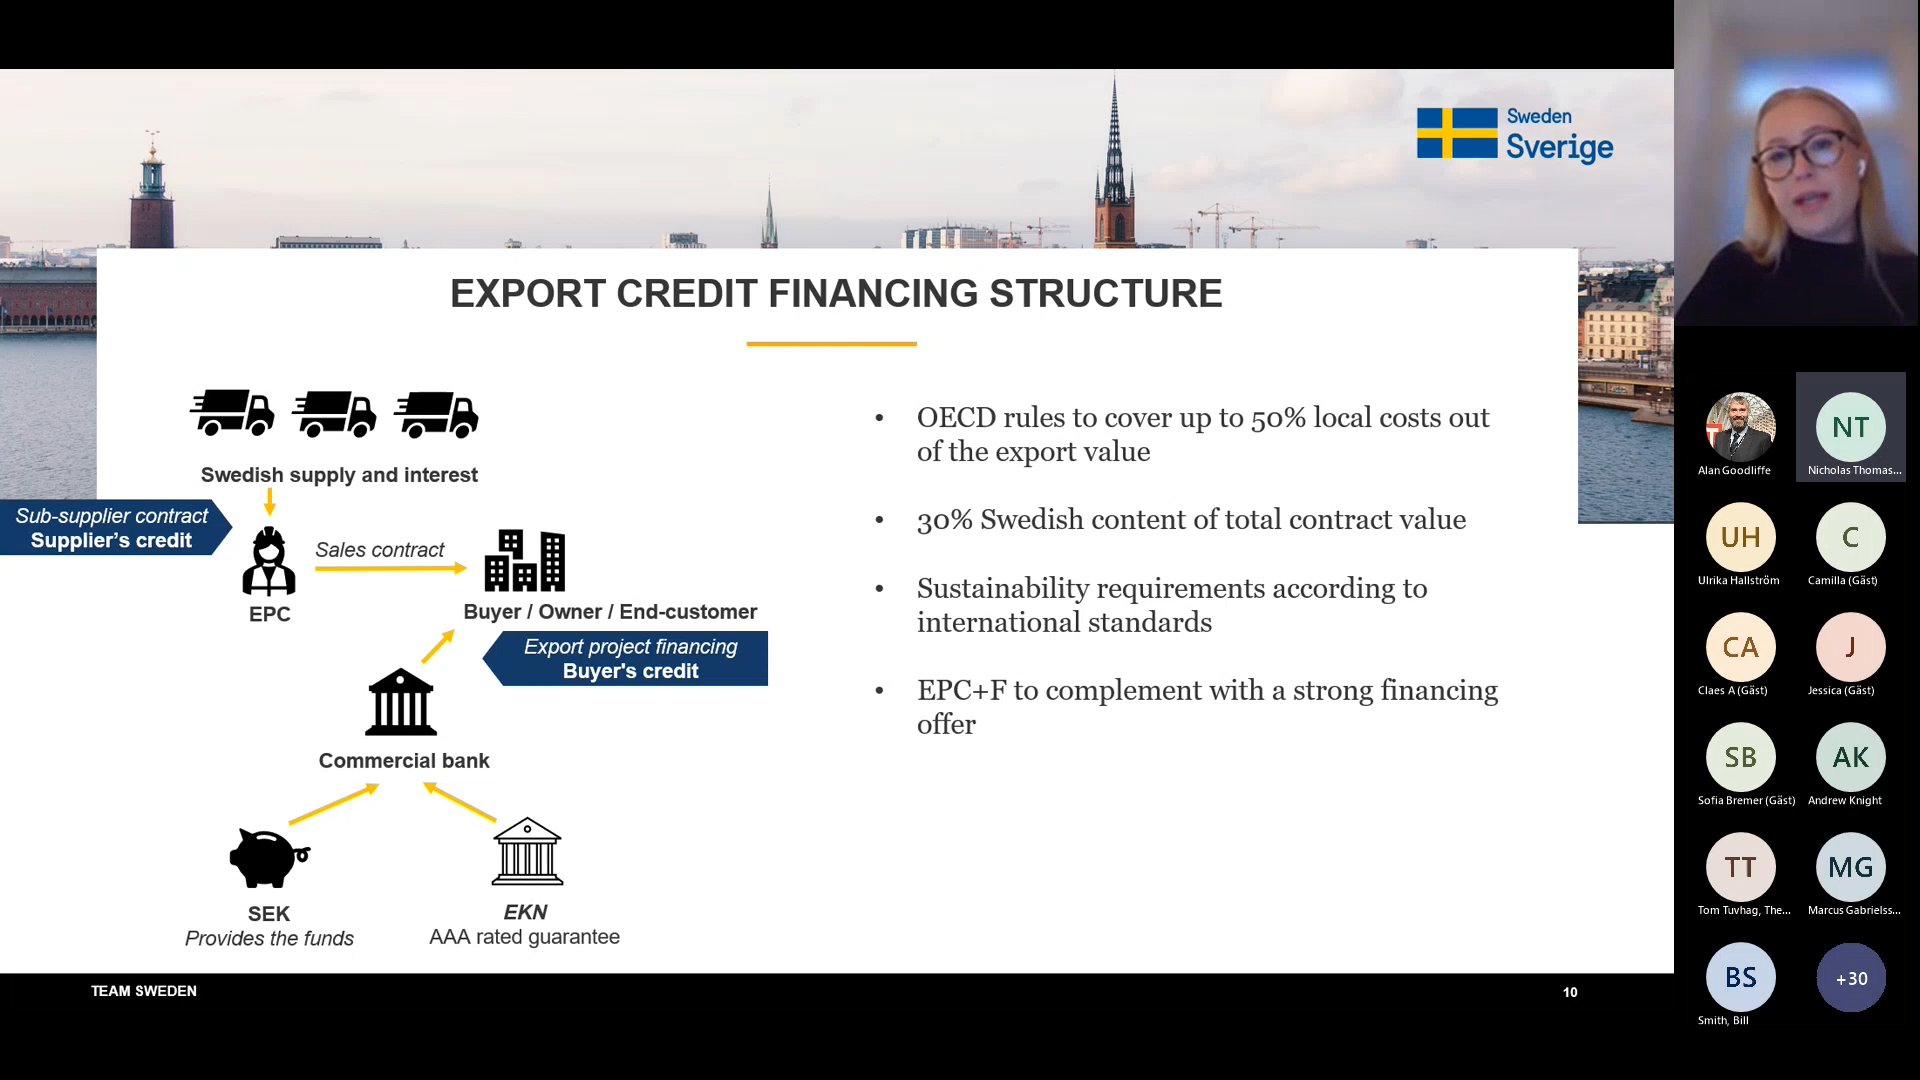 Sweden
Sverige
EXPORT CREDIT FINANCING STRUCTURE
Swedish supply and interest
Sub-supplier contract
Supplier’s credit
Sales contract
EPC
Buyer / Owner / End-customer
Export project financing
Buyer's credit
Commercial bank
SEK
Provides the funds
EKN
AAA rated guarantee
• OECD rules to cover up to 50% local costs out
of the export value
• 30% Swedish content of total contract value
• Sustainability requirements according to
international standards
• EPC+F to complement with a strong financing
offer
TEAM SWEDEN
10
Alan Goodliffe
NT
Nicholas Thomas...
UH
Ulrika Hallström
C
Camilla (Gäst)
CA
Claes A (Gäst)
J
Jessica (Gäst)
SB
Sofia Bremer (Gäst)
AK
Andrew Knight
TT
Tom Tuvhag, The...
MG
Marcus Gabrielss...
BS
Smith, Bill
+30